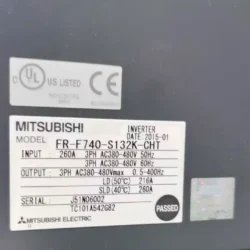 C UL US LISTED
CE
MITSUBISHI
INVERTER
DATE: 2015-01
MODEL FR-F740-S132K-CHT
INPUT 260A 3PH AC380-480V 50Hz
3PH AC380-480V 60Hz
OUTPUT 3PH AC380-480Vmax 0.5-400Hz
LD (50℃) 216A
SLD (40℃) 260A
SERIAL J51N06002
TC101A542G82
PASSED
MITSUBISHI ELECTRIC